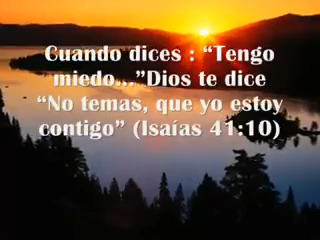 Cuando dices : “Tengo
miedo...”Dios te dice
“No temas, que yo estoy
contigo” (Isaías 41:10)